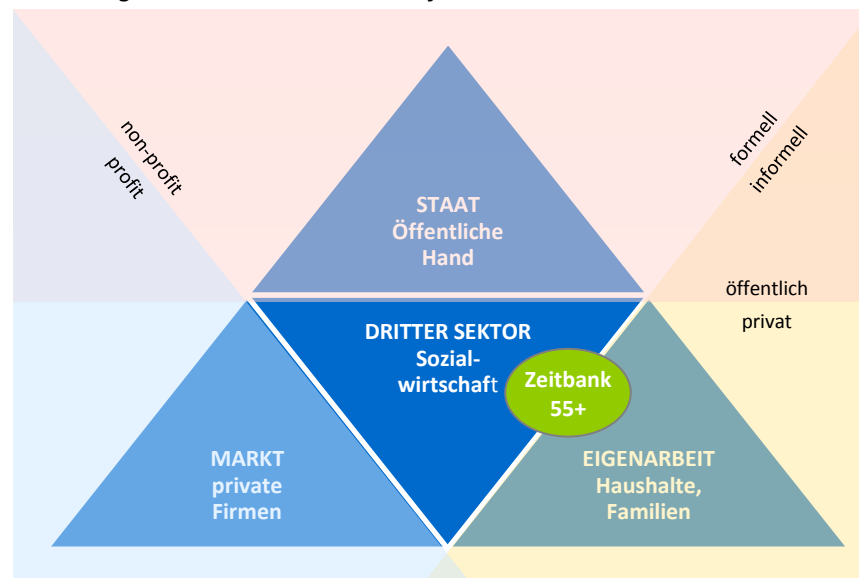 non-profit
profit
formell
informell
STAAT
Öffentliche
Hand
öffentlich
privat
DRITTER SEKTOR
Sozial-
wirtschaft
Zeitbank
55+
MARKT
private
Firmen
EIGENARBEIT
Haushalte,
Familien